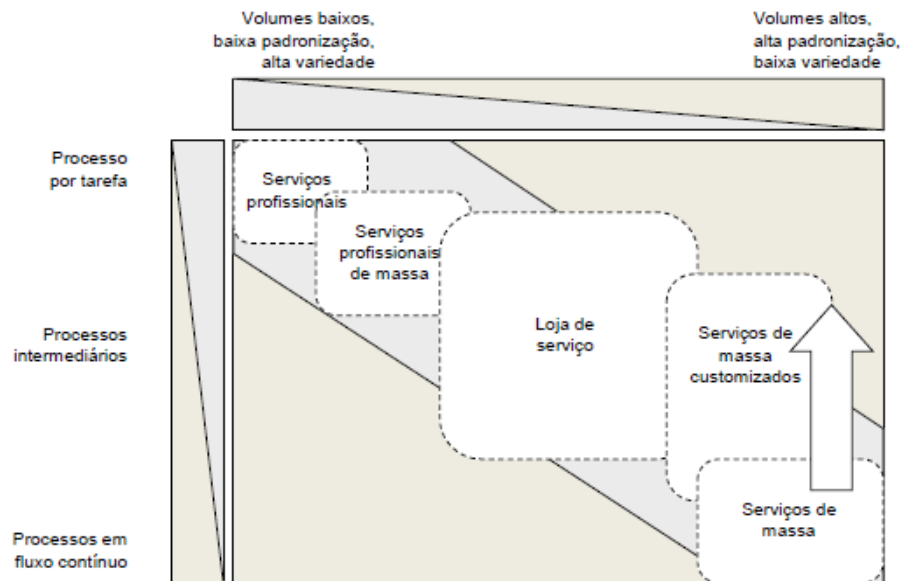 Volumes baixos,
baixa padronização,
alta variedade
Volumes altos,
alta padronização,
baixa variedade
Processo
por tarefa
Serviços
profissionais
Serviços
profissionais
de massa
Loja de
serviço
Processos
intermediários
Serviços de
massa
customizados
Serviços de
massa
Processos em
fluxo contínuo